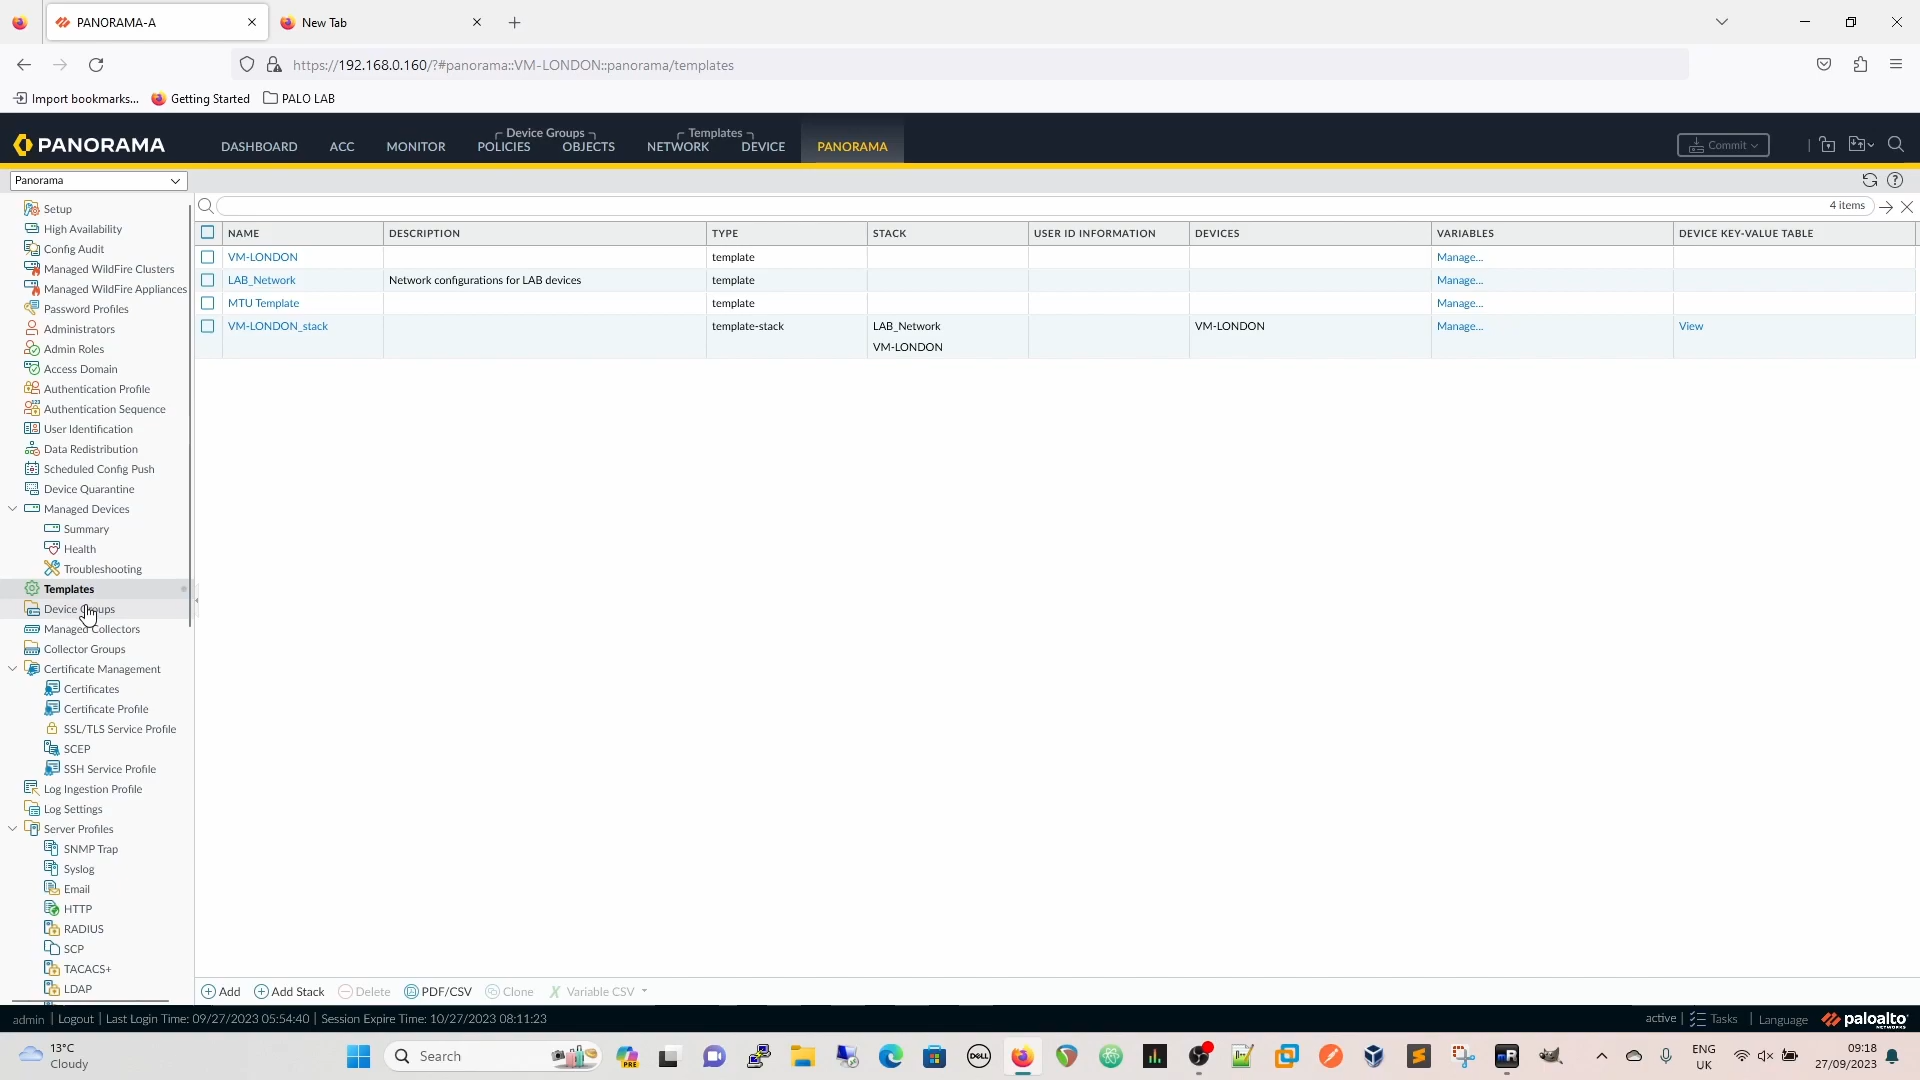 PANORAMA-A
New Tab
https://192.168.0.160/?#panorama::VM-LONDON::panorama/templates
Import bookmarks...
Getting Started
PALO LAB
PANORAMA
DASHBOARD
ACC
MONITOR
Device Groups
POLICIES
OBJECTS
Templates
NETWORK
DEVICE
PANORAMA
Commit
Panorama
Setup
High Availability
Config Audit
Managed WildFire Clusters
Managed WildFire Appliances
Password Profiles
Administrators
Admin Roles
Access Domain
Authentication Profile
Authentication Sequence
User Identification
Data Redistribution
Scheduled Config Push
Device Quarantine
Managed Devices
Summary
Health
Troubleshooting
Templates
Device Groups
Managed Collectors
Collector Groups
Certificate Management
Certificates
Certificate Profile
SSL/TLS Service Profile
SCEP
SSH Service Profile
Log Ingestion Profile
Log Settings
Server Profiles
SNMP Trap
Syslog
Email
HTTP
RADIUS
SCP
TACACS+
LDAP
4 items
NAME DESCRIPTION TYPE STACK USER ID INFORMATION DEVICES VARIABLES DEVICE KEY-VALUE TABLE
VM-LONDON template Manage...
LAB_Network Network configurations for LAB devices template Manage...
MTU Template template Manage...
VM-LONDON_stack template-stack LAB_Network VM-LONDON Manage... View
VM-LONDON
Add Add Stack Delete PDF/CSV Clone Variable CSV
admin | Logout | Last Login Time: 09/27/2023 05:54:40 | Session Expire Time: 10/27/2023 08:11:23
active | Tasks | Language paloalto
NETWORKS
13°C
Cloudy
Search
PRE
DELL
mR
ENG
UK
09:18
27/09/2023